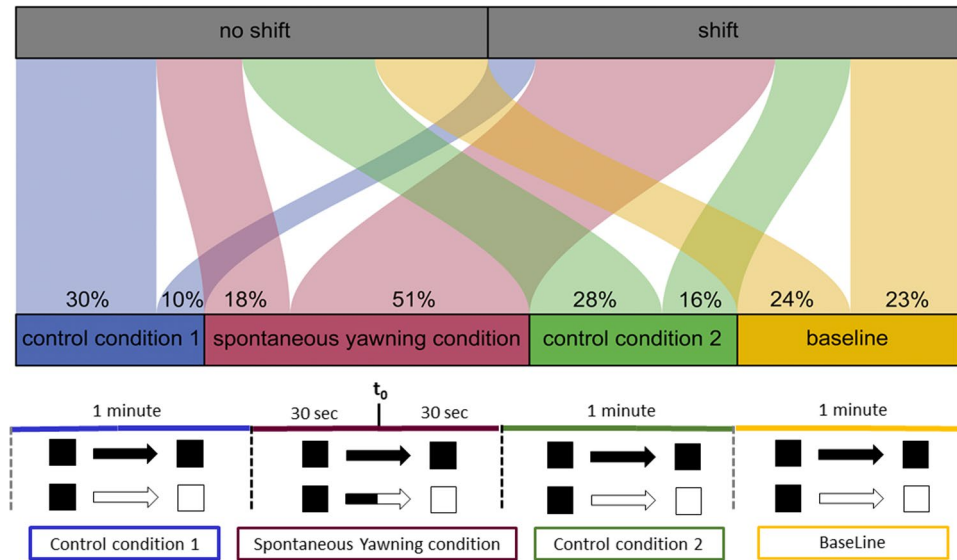 no shift shift
30% 10% 18% 51% 28% 16% 24% 23%
control condition 1 spontaneous yawning condition control condition 2 baseline
t0
1 minute 30 sec 30 sec 1 minute 1 minute
Control condition 1 Spontaneous Yawning condition Control condition 2 BaseLine